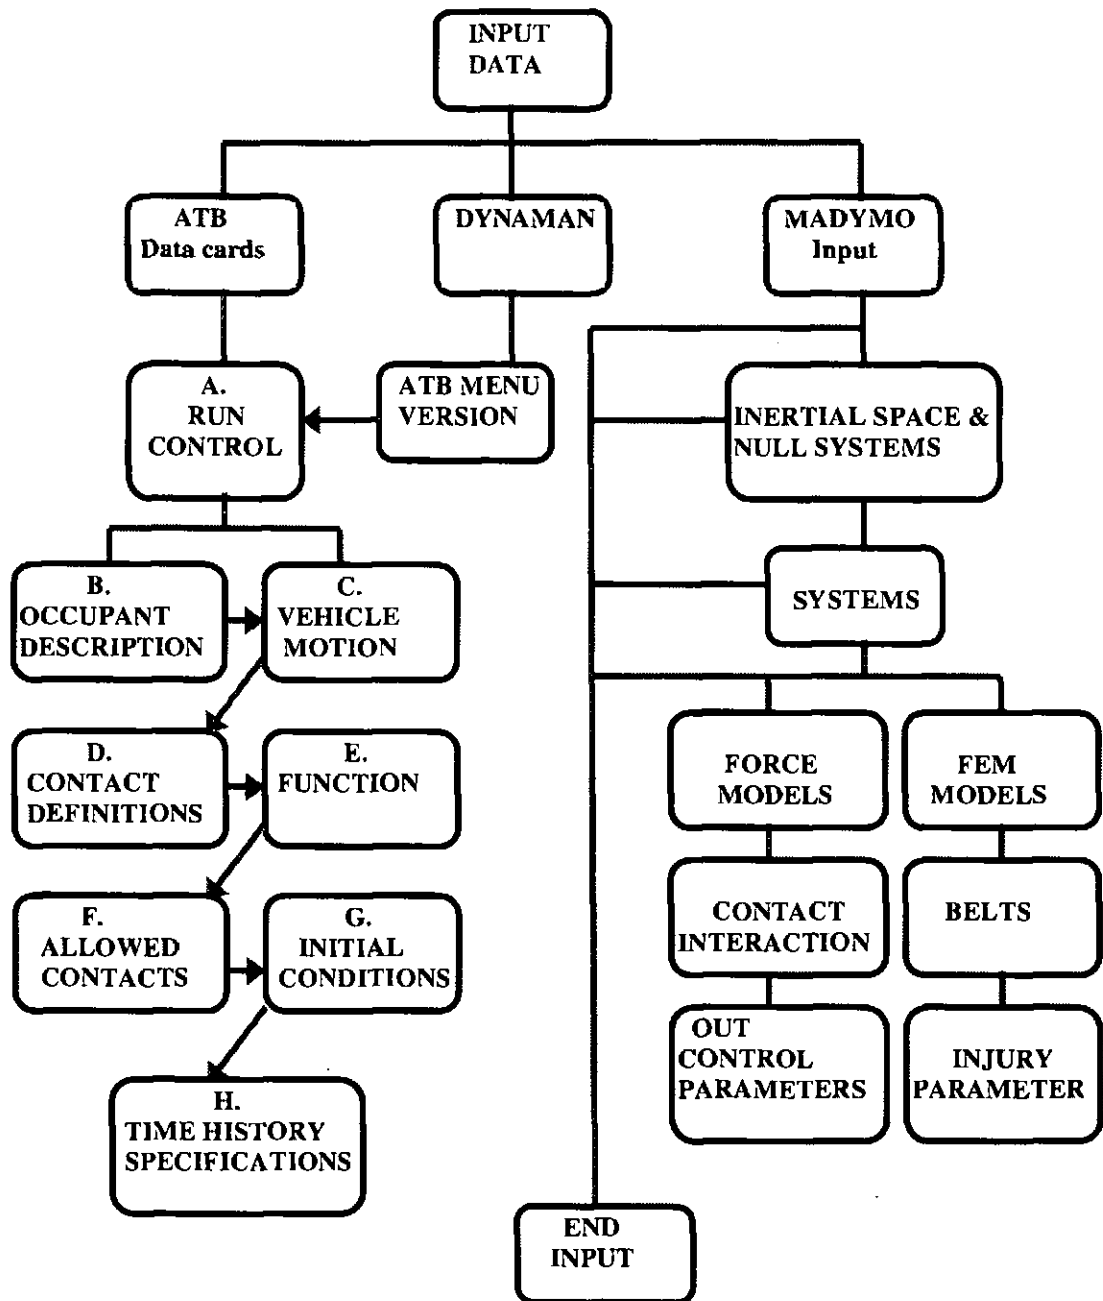 INPUT
DATA
ATB
Data cards
DYNAMAN
MADYMO
Input
A.
RUN
CONTROL
ATB MENU
VERSION
INERTIAL SPACE &
NULL SYSTEMS
B.
OCCUPANT
DESCRIPTION
C.
VEHICLE
MOTION
SYSTEMS
D.
CONTACT
DEFINITIONS
E.
FUNCTION
FORCE
MODELS
FEM
MODELS
F.
ALLOWED
CONTACTS
G.
INITIAL
CONDITIONS
CONTACT
INTERACTION
BELTS
OUT
CONTROL
PARAMETERS
INJURY
PARAMETER
H.
TIME HISTORY
SPECIFICATIONS
END
INPUT